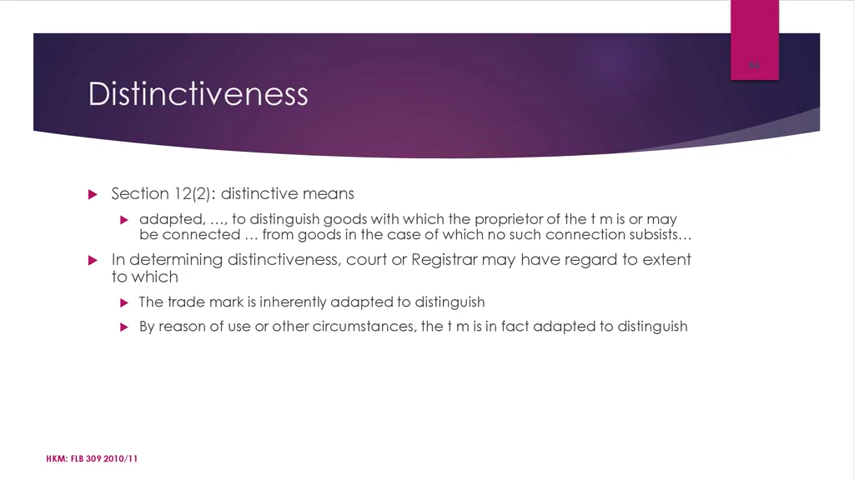 Distinctiveness
Section 12(2): distinctive means
adapted, …, to distinguish goods with which the proprietor of the t m is or may
be connected … from goods in the case of which no such connection subsists…
In determining distinctiveness, court or Registrar may have regard to extent
to which
The trade mark is inherently adapted to distinguish
By reason of use or other circumstances, the t m is in fact adapted to distinguish
HKM: FLB 309 2010/11